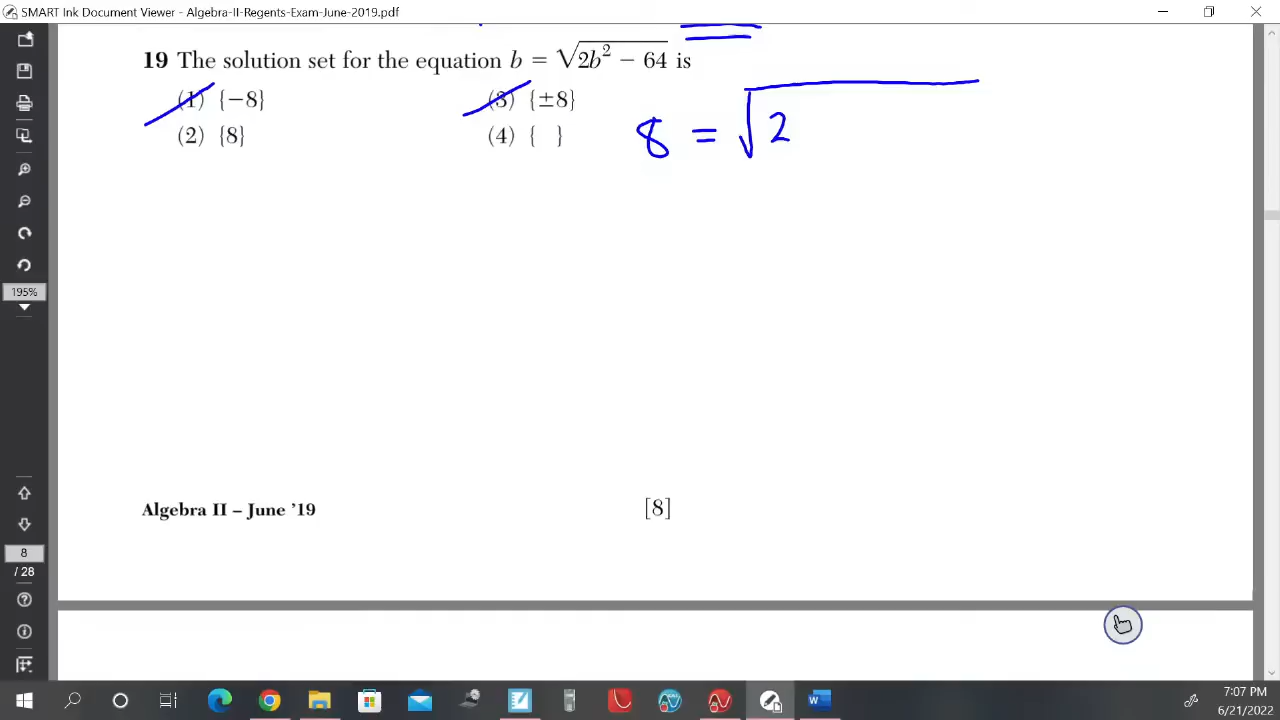 SMART Ink Document Viewer - Algebra-II-Regents-Exam-June-2019.pdf
19 The solution set for the equation b = √2b² − 64 is
(1) {−8} (3) {±8}
(2) {8} (4) { }
8 = √2
195%
Algebra II – June ’19 [8]
8
/ 28
7:07 PM
6/21/2022